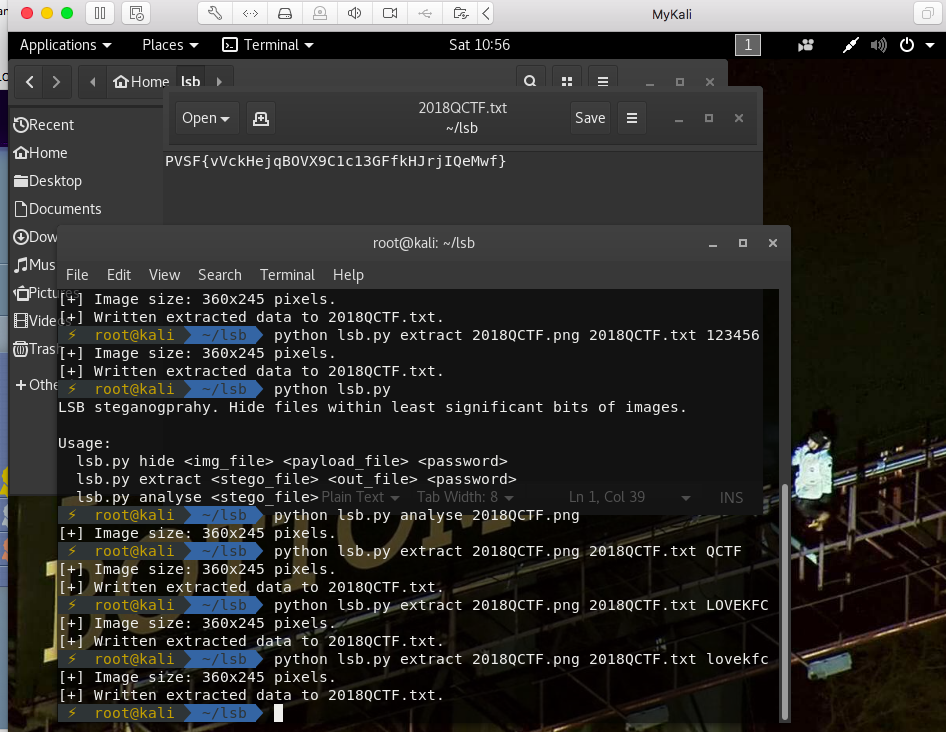 MyKali
Applications Places Terminal Sat 10:56 1
Home lsb
Open 2018QCTF.txt Save
~/lsb
Recent
PVSF{vVckHejqBOVX9C1c13GFfkHJrjIQeMwf}
Home
Desktop
Documents
Dow
Mus
Pictur
Vide
Tras
Othe
root@kali: ~/lsb
File Edit View Search Terminal Help
[+] Image size: 360x245 pixels.
[+] Written extracted data to 2018QCTF.txt.
⚡ root@kali ~/lsb python lsb.py extract 2018QCTF.png 2018QCTF.txt 123456
[+] Image size: 360x245 pixels.
[+] Written extracted data to 2018QCTF.txt.
⚡ root@kali ~/lsb python lsb.py
LSB steganogprahy. Hide files within least significant bits of images.
Usage:
lsb.py hide <img_file> <payload_file> <password>
lsb.py extract <stego_file> <out_file> <password>
lsb.py analyse <stego_file>
Plain Text Tab Width: 8 Ln 1, Col 39 INS
⚡ root@kali ~/lsb python lsb.py analyse 2018QCTF.png
[+] Image size: 360x245 pixels.
⚡ root@kali ~/lsb python lsb.py extract 2018QCTF.png 2018QCTF.txt QCTF
[+] Image size: 360x245 pixels.
[+] Written extracted data to 2018QCTF.txt.
⚡ root@kali ~/lsb python lsb.py extract 2018QCTF.png 2018QCTF.txt LOVEKFC
[+] Image size: 360x245 pixels.
[+] Written extracted data to 2018QCTF.txt.
⚡ root@kali ~/lsb python lsb.py extract 2018QCTF.png 2018QCTF.txt lovekfc
[+] Image size: 360x245 pixels.
[+] Written extracted data to 2018QCTF.txt.
⚡ root@kali ~/lsb